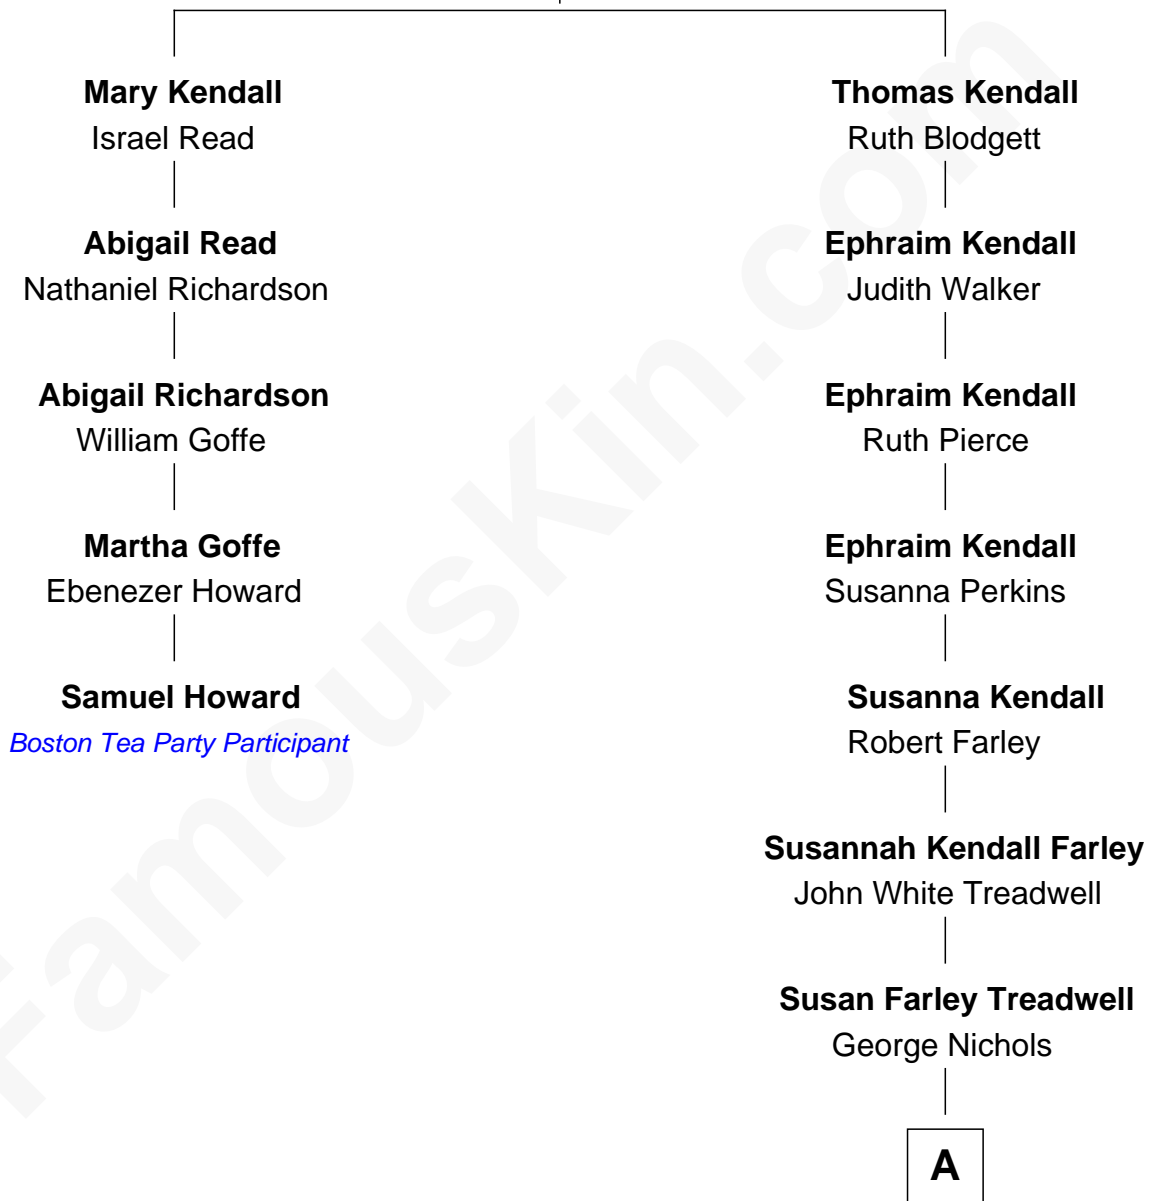 Mary Kendall
Israel Read
Abigail Read
Nathaniel Richardson
Abigail Richardson
William Goffe
Martha Goffe
Ebenezer Howard
Samuel Howard
Boston Tea Party Participant
Thomas Kendall
Ruth Blodgett
Ephraim Kendall
Judith Walker
Ephraim Kendall
Ruth Pierce
Ephraim Kendall
Susanna Perkins
Susanna Kendall
Robert Farley
Susannah Kendall Farley
John White Treadwell
Susan Farley Treadwell
George Nichols
A
FamousKin.com